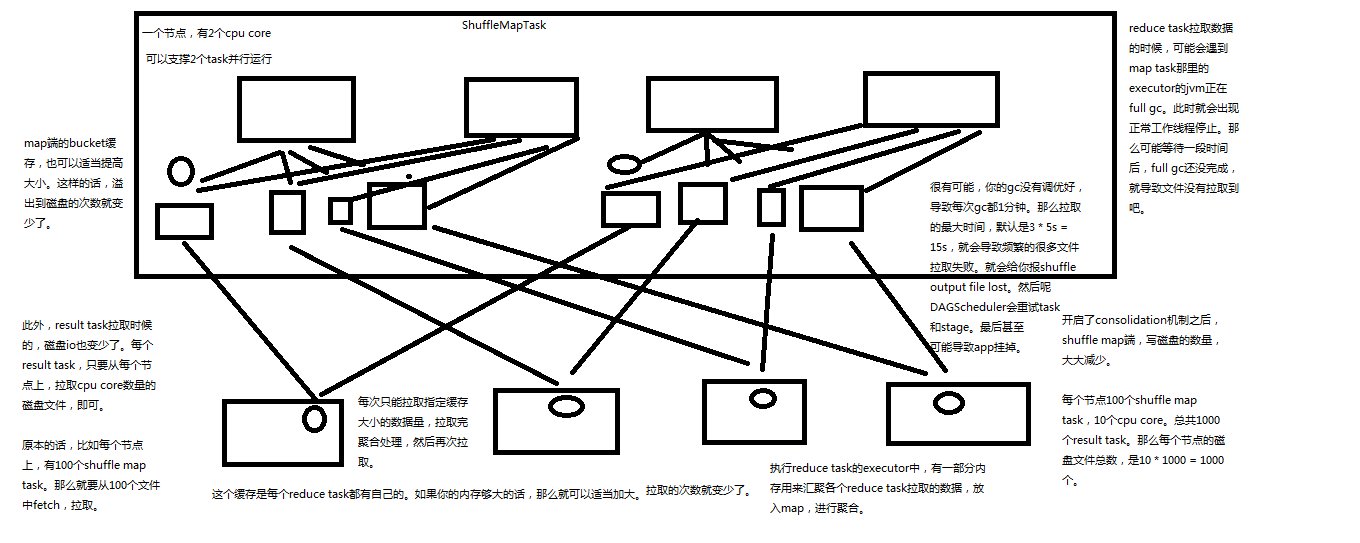 ShuffleMapTask
一个节点，有2个cpu core
可以支撑2个task并行运行
reduce task拉取数据
的时候，可能会遇到
map task那里的
executor的jvm正在
full gc。此时就会出现
正常工作线程停止。那
么可能等待一段时间
后，full gc还没完成，
就导致文件没有拉取到
吧。
map端的bucket缓
存，也可以适当提高
大小。这样的话，溢
出到磁盘的次数就变
少了。
很有可能，你的gc没有调优好，
导致每次gc都1分钟。那么拉取
的最大时间，默认是3 * 5s =
15s，就会导致频繁的很多文件
拉取失败。就会给你报shuffle
output file lost。然后呢
DAGScheduler会重试task
和stage。最后甚至
可能导致app挂掉。
此外，result task拉取时候
的，磁盘io也变少了。每个
result task，只要从每个节
点上，拉取cpu core数量的
磁盘文件，即可。
原本的话，比如每个节点
上，有100个shuffle map
task。那么就要从100个文件
中fetch，拉取。
开启了consolidation机制之后，
shuffle map端，写磁盘的数量，
大大减少。
每个节点100个shuffle map
task，10个cpu core。总共1000
个result task。那么每个节点的磁
盘文件总数，是10 * 1000 = 1000
个。
每次只能拉取指定缓存
大小的数据量，拉取完
聚合处理，然后再次拉
取。
这个缓存是每个reduce task都有自己的。如果你的内存够大的话，那么就可以适当加大。拉取的次数就变少了。
执行reduce task的executor中，有一部分内
存用来汇聚各个reduce task拉取的数据，放
入map，进行聚合。